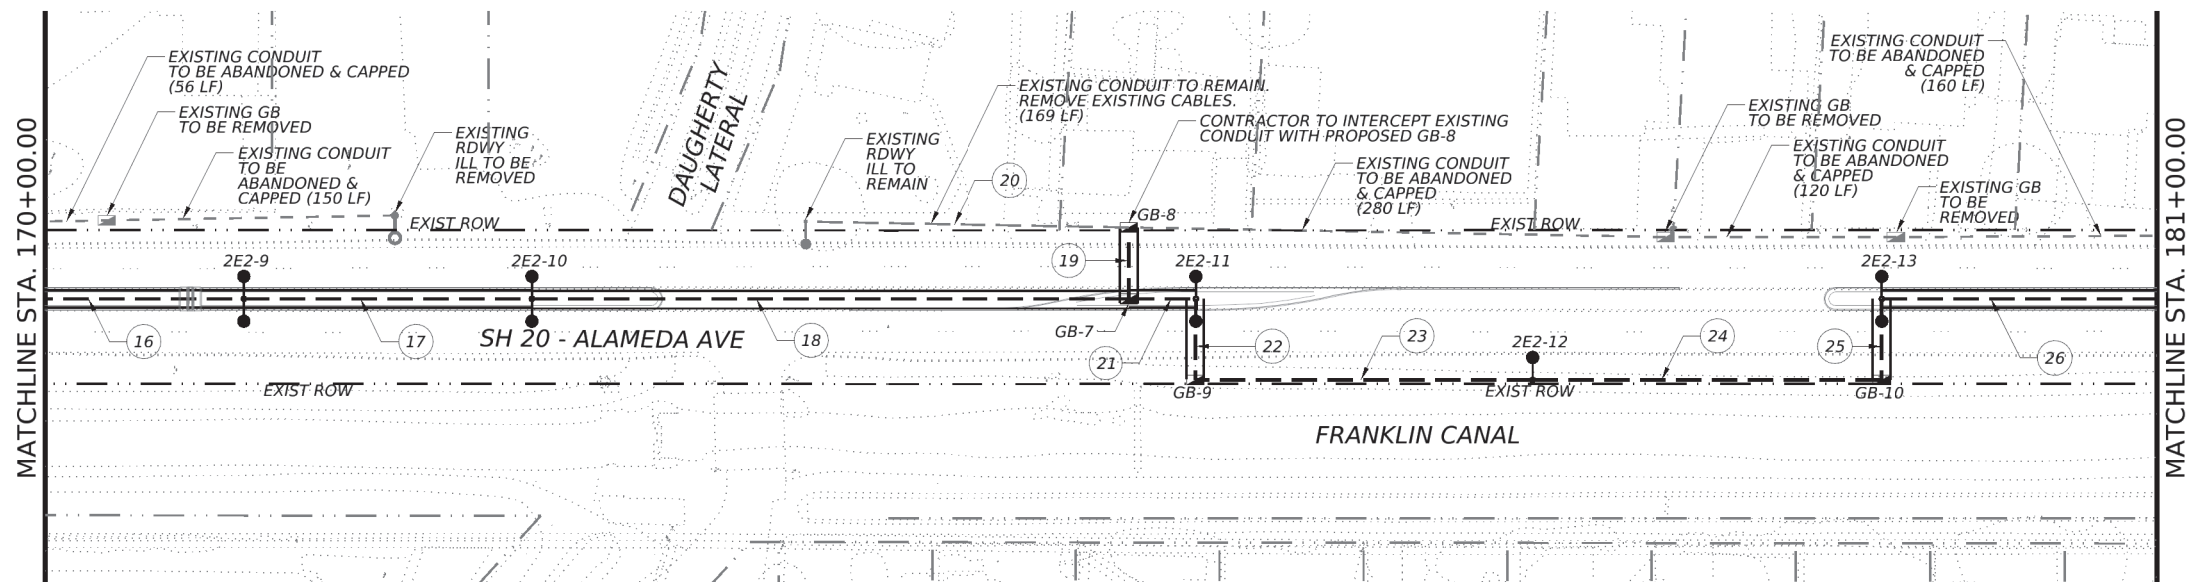 MATCHLINE STA. 170+00.00
EXISTING CONDUIT
TO BE ABANDONED & CAPPED
(56 LF)
EXISTING GB
TO BE REMOVED
EXISTING CONDUIT
TO BE
ABANDONED &
CAPPED (150 LF)
EXISTING
RDWY
ILL TO BE
REMOVED
EXIST ROW
DAUGHERTY
LATERAL
EXISTING
RDWY
ILL TO
REMAIN
EXISTING CONDUIT TO REMAIN.
REMOVE EXISTING CABLES.
(169 LF)
20
CONTRACTOR TO INTERCEPT EXISTING
CONDUIT WITH PROPOSED GB-8
EXISTING CONDUIT
TO BE ABANDONED
& CAPPED
(280 LF)
GB-8
EXIST ROW
EXISTING GB
TO BE REMOVED
EXISTING CONDUIT
TO BE ABANDONED
& CAPPED
(120 LF)
EXISTING CONDUIT
TO BE ABANDONED
& CAPPED
(160 LF)
EXISTING GB
TO BE
REMOVED
2E2-9
2E2-10
19
2E2-11
2E2-13
16
17
SH 20 - ALAMEDA AVE
18
GB-7
21
22
23
2E2-12
24
25
26
EXIST ROW
GB-9
EXIST ROW
GB-10
FRANKLIN CANAL
MATCHLINE STA. 181+00.00